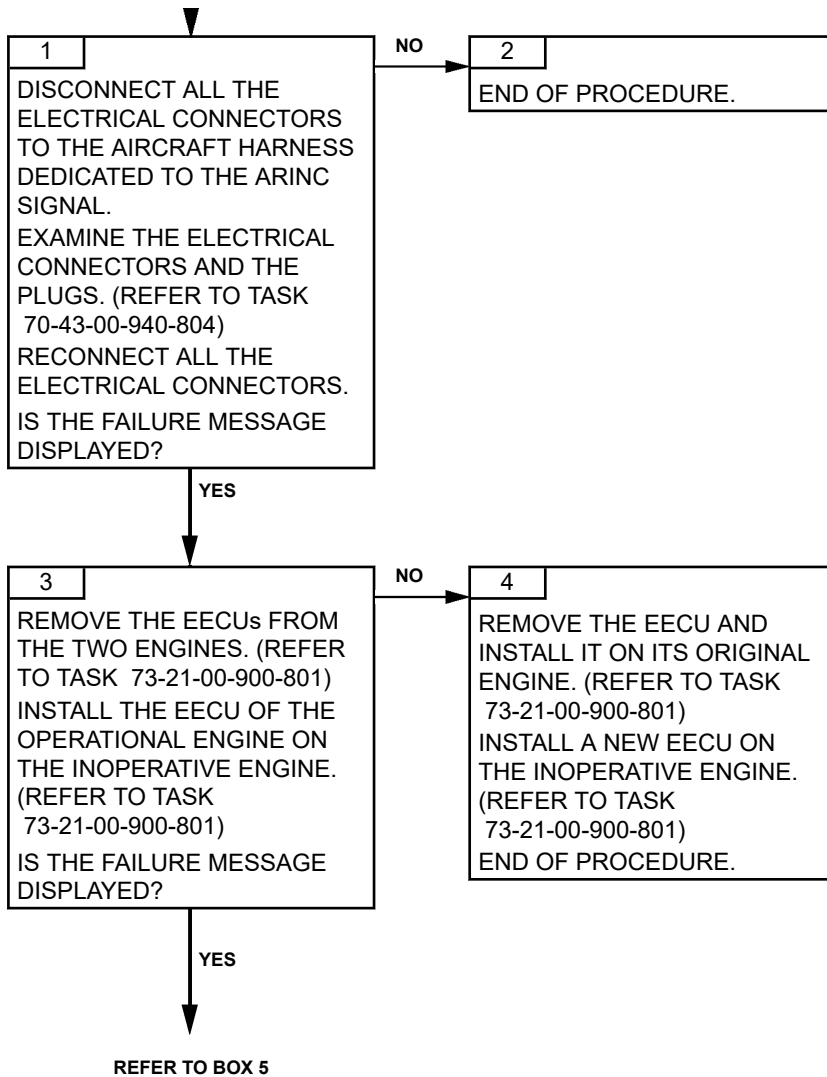 1
DISCONNECT ALL THE
ELECTRICAL CONNECTORS
TO THE AIRCRAFT HARNESS
DEDICATED TO THE ARINC
SIGNAL.
EXAMINE THE ELECTRICAL
CONNECTORS AND THE
PLUGS. (REFER TO TASK
70-43-00-940-804)
RECONNECT ALL THE
ELECTRICAL CONNECTORS.
IS THE FAILURE MESSAGE
DISPLAYED?
NO
2
END OF PROCEDURE.
YES
3
REMOVE THE EECUs FROM
THE TWO ENGINES. (REFER
TO TASK 73-21-00-900-801)
INSTALL THE EECU OF THE
OPERATIONAL ENGINE ON
THE INOPERATIVE ENGINE.
(REFER TO TASK
73-21-00-900-801)
IS THE FAILURE MESSAGE
DISPLAYED?
NO
4
REMOVE THE EECU AND
INSTALL IT ON ITS ORIGINAL
ENGINE. (REFER TO TASK
73-21-00-900-801)
INSTALL A NEW EECU ON
THE INOPERATIVE ENGINE.
(REFER TO TASK
73-21-00-900-801)
END OF PROCEDURE.
YES
REFER TO BOX 5